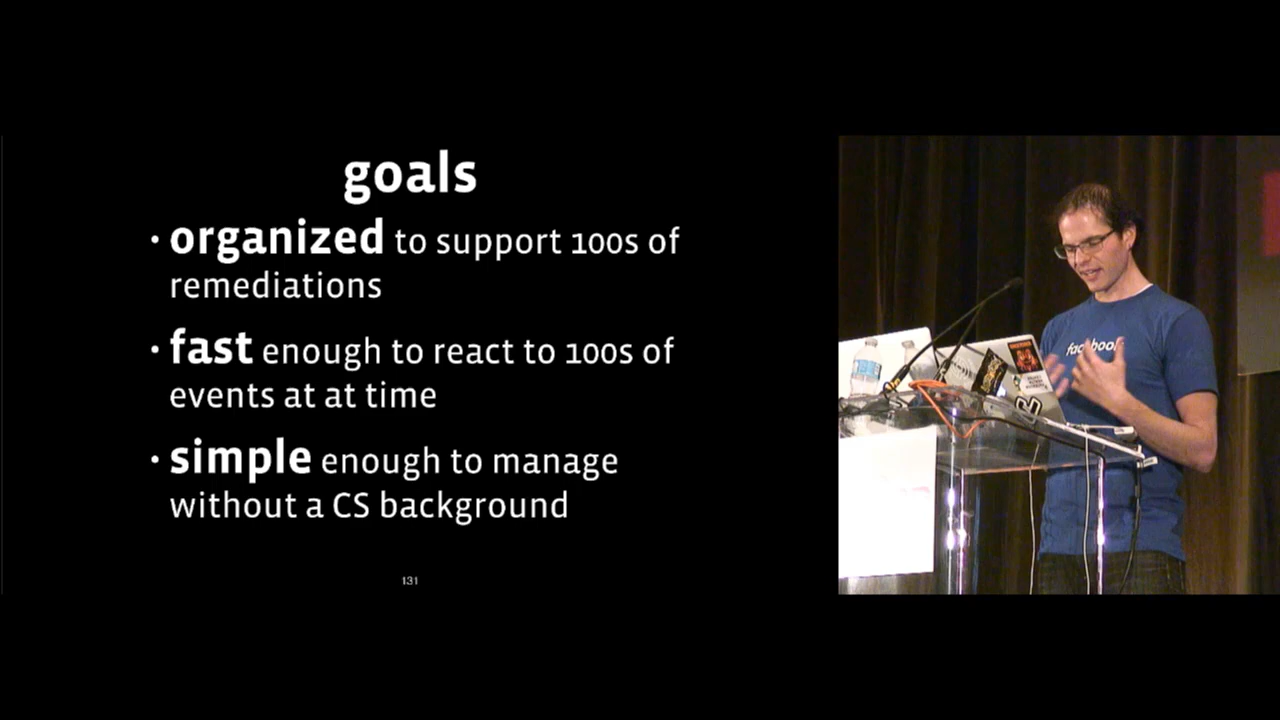 goals
• organized to support 100s of
remediations
• fast enough to react to 100s of
events at at time
• simple enough to manage
without a CS background
131
facebook